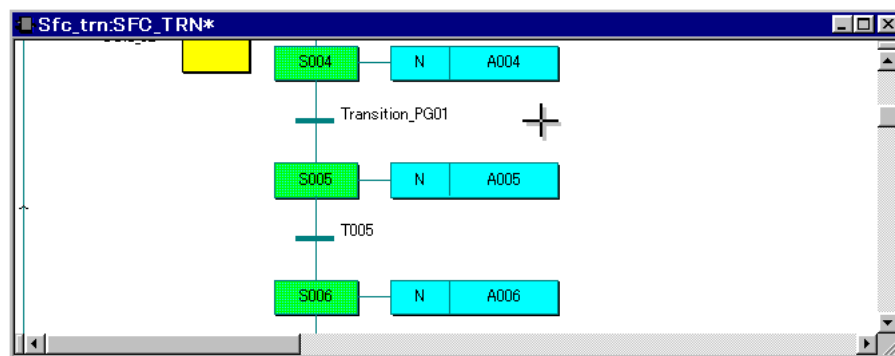 Sfc_trn:SFC_TRN*
S004 N A004
Transition_PG01
S005 N A005
T005
S006 N A006